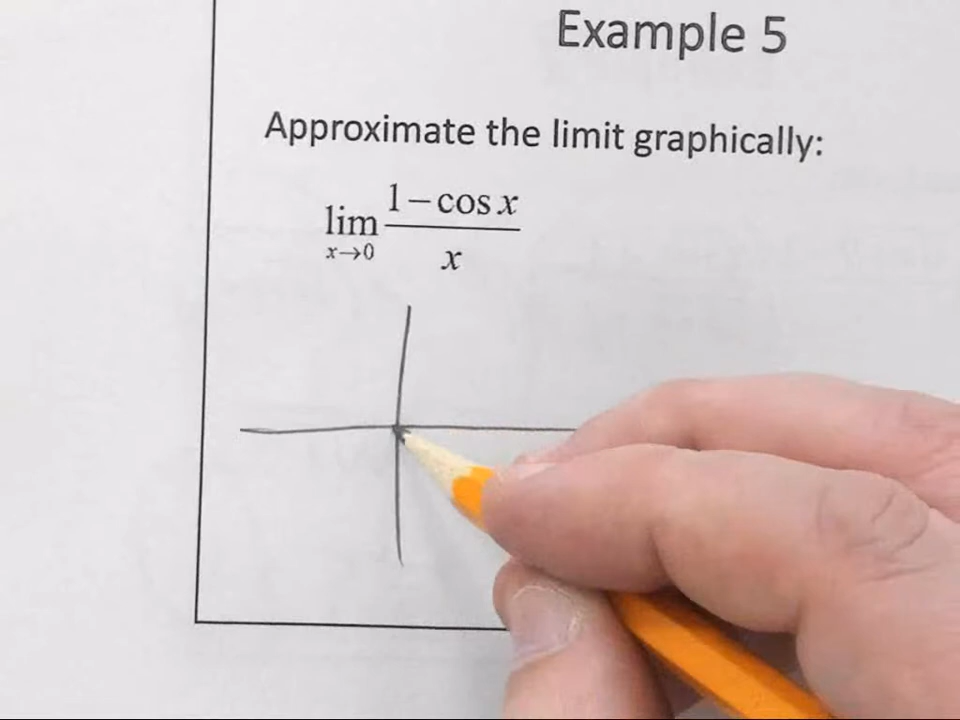 Example 5
Approximate the limit graphically:
lim x→0 1-cos x / x